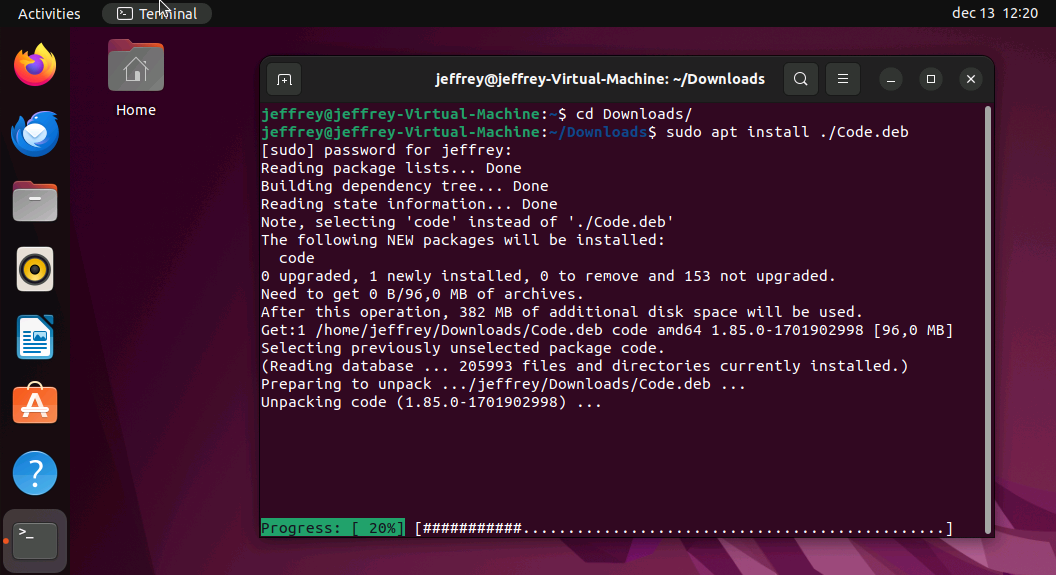 Activities
Terminal
dec 13 12:20
Home
jeffrey@jeffrey-Virtual-Machine: ~/Downloads
jeffrey@jeffrey-Virtual-Machine:~$ cd Downloads/
jeffrey@jeffrey-Virtual-Machine:~/Downloads$ sudo apt install ./Code.deb
[sudo] password for jeffrey:
Reading package lists... Done
Building dependency tree... Done
Reading state information... Done
Note, selecting 'code' instead of './Code.deb'
The following NEW packages will be installed:
  code
0 upgraded, 1 newly installed, 0 to remove and 153 not upgraded.
Need to get 0 B/96,0 MB of archives.
After this operation, 382 MB of additional disk space will be used.
Get:1 /home/jeffrey/Downloads/Code.deb code amd64 1.85.0-1701902998 [96,0 MB]
Selecting previously unselected package code.
(Reading database ... 205993 files and directories currently installed.)
Preparing to unpack .../jeffrey/Downloads/Code.deb ...
Unpacking code (1.85.0-1701902998) ...
Progress: [ 20%] [###########...............................................]